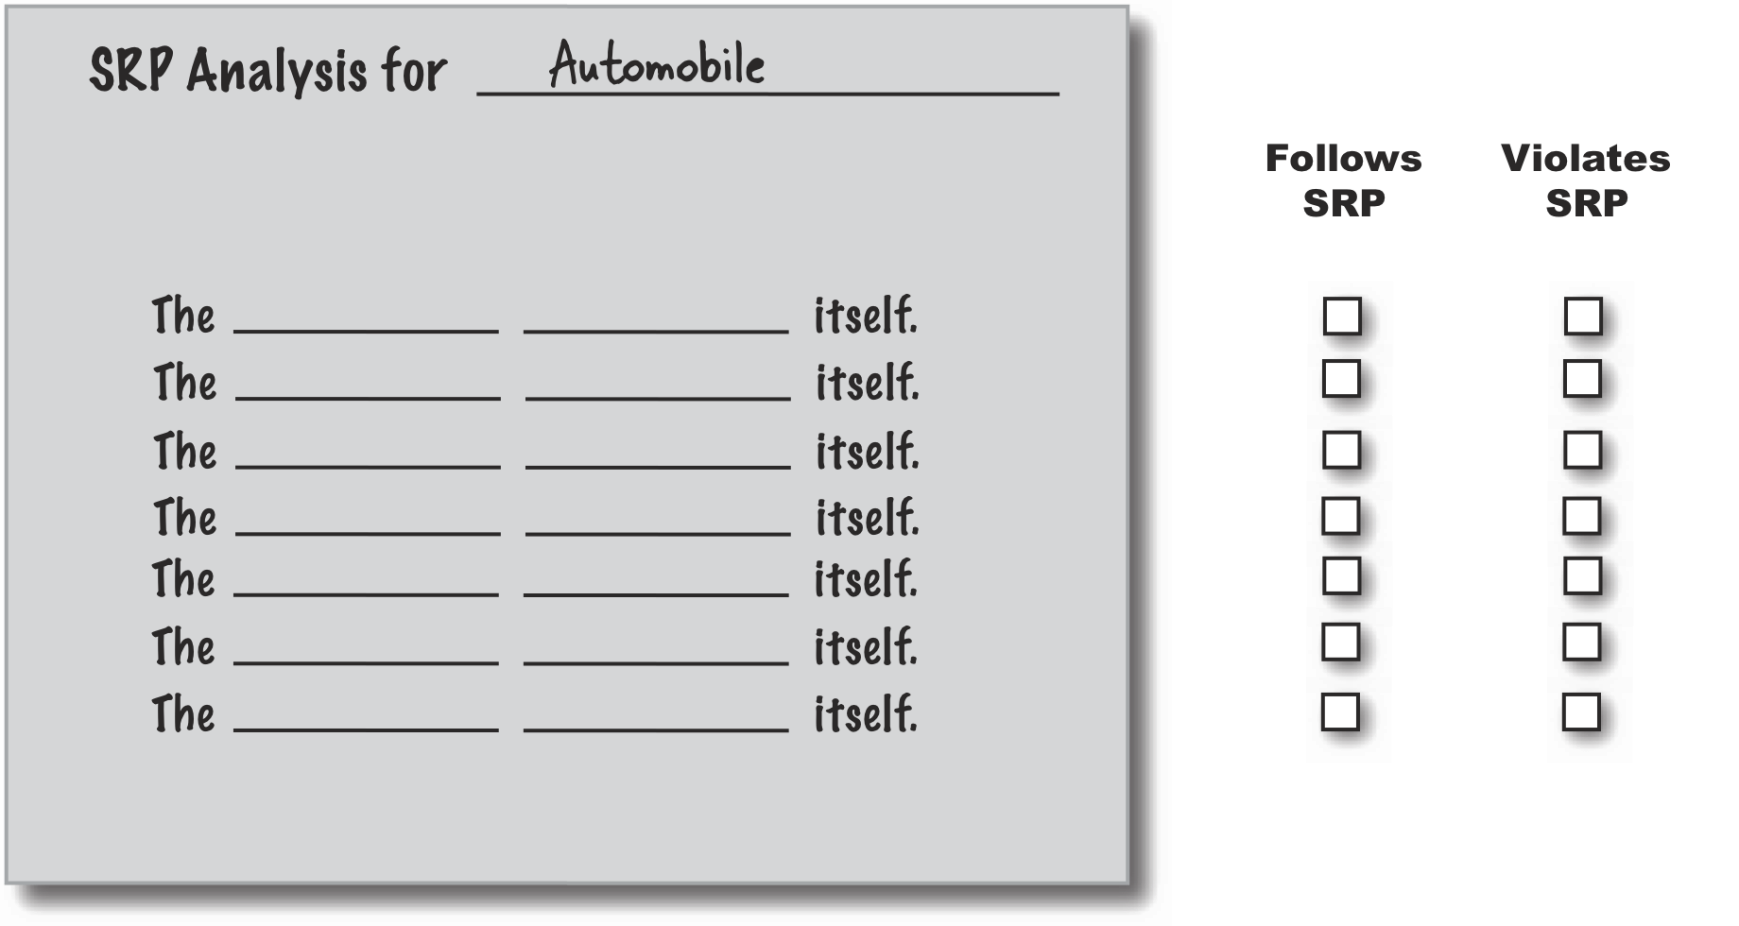 SRP Analysis for Automobile
Follows SRP
Violates SRP
The itself.
The itself.
The itself.
The itself.
The itself.
The itself.
The itself.